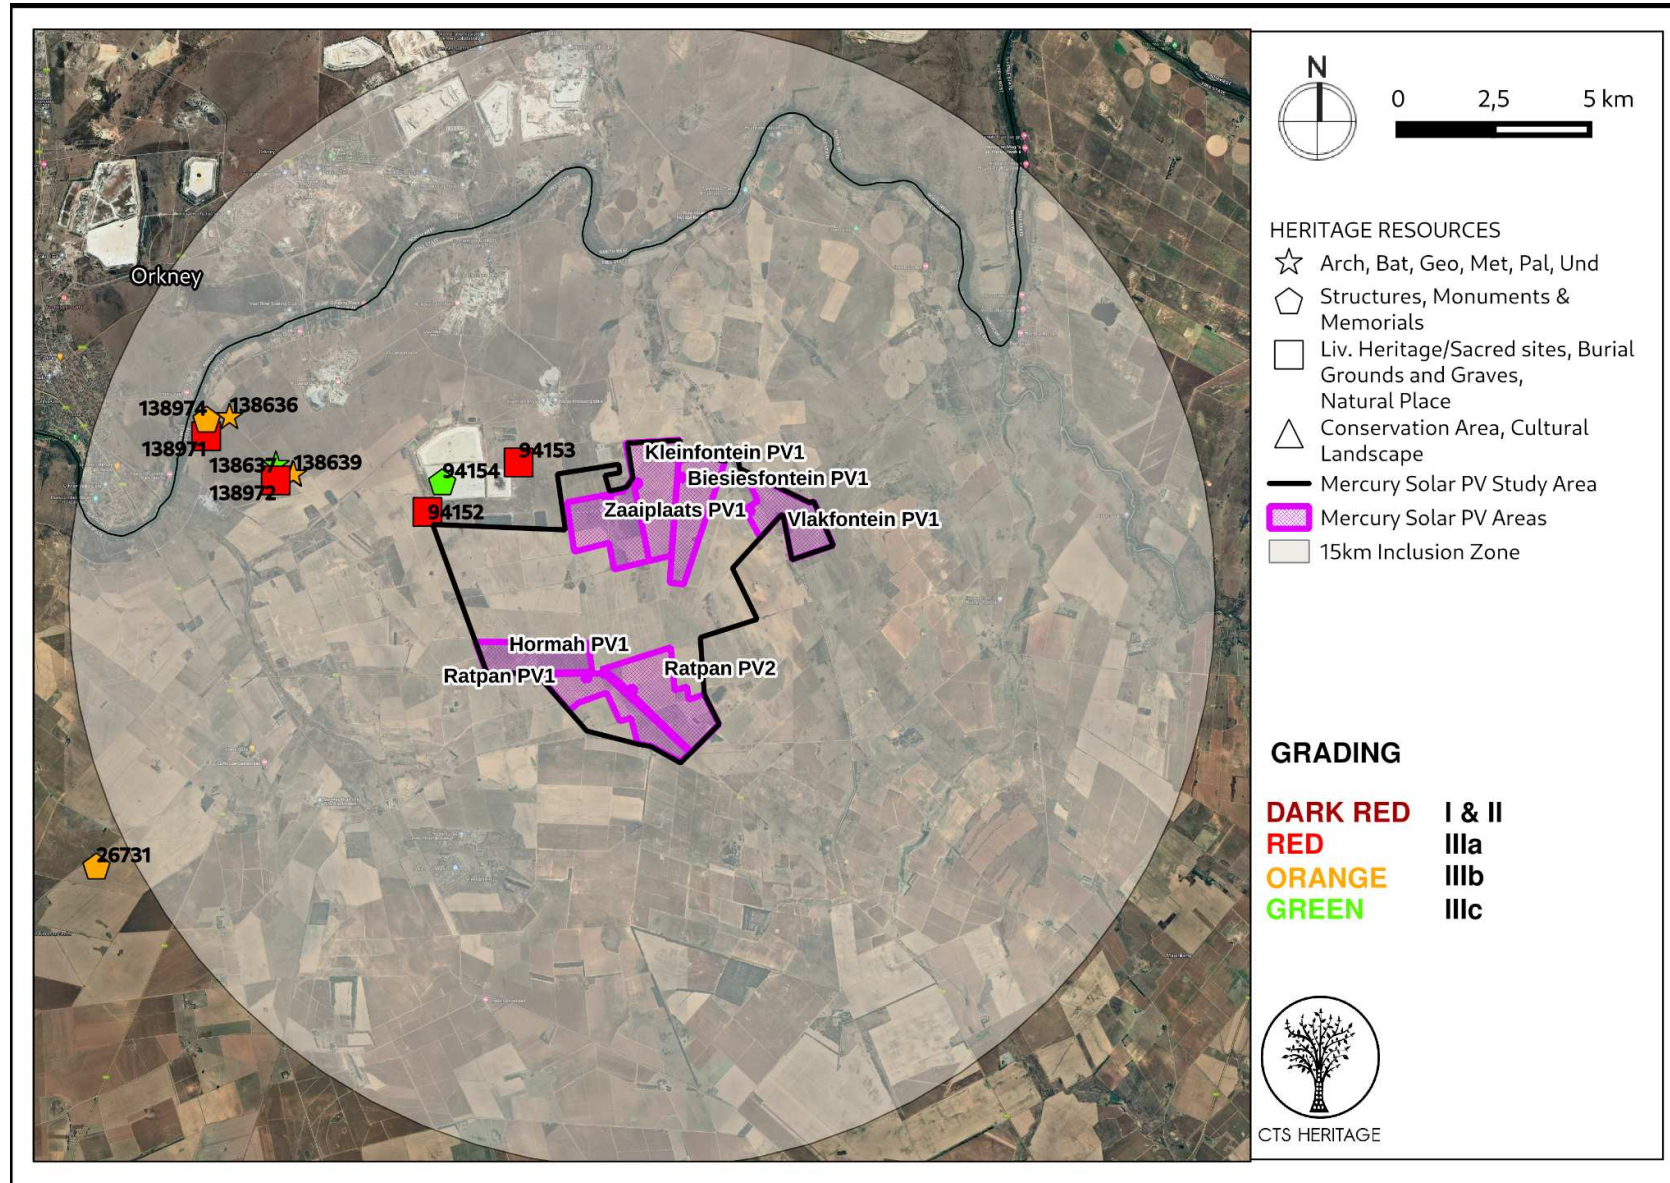 Orkney
138974
138636
138971
138637
138639
138972
94153
94154
94152
26731
Kleinfontein PV1
Biesiesfontein PV1
Zaaiplaats PV1
Vlakfontein PV1
Hormah PV1
Ratpan PV1
Ratpan PV2
N
0 2,5 5 km
HERITAGE RESOURCES
Arch, Bat, Geo, Met, Pal, Und
Structures, Monuments &
Memorials
Liv. Heritage/Sacred sites, Burial
Grounds and Graves,
Natural Place
Conservation Area, Cultural
Landscape
Mercury Solar PV Study Area
Mercury Solar PV Areas
15km Inclusion Zone
GRADING
DARK RED I & II
RED IIIa
ORANGE IIIb
GREEN IIIc
CTS HERITAGE